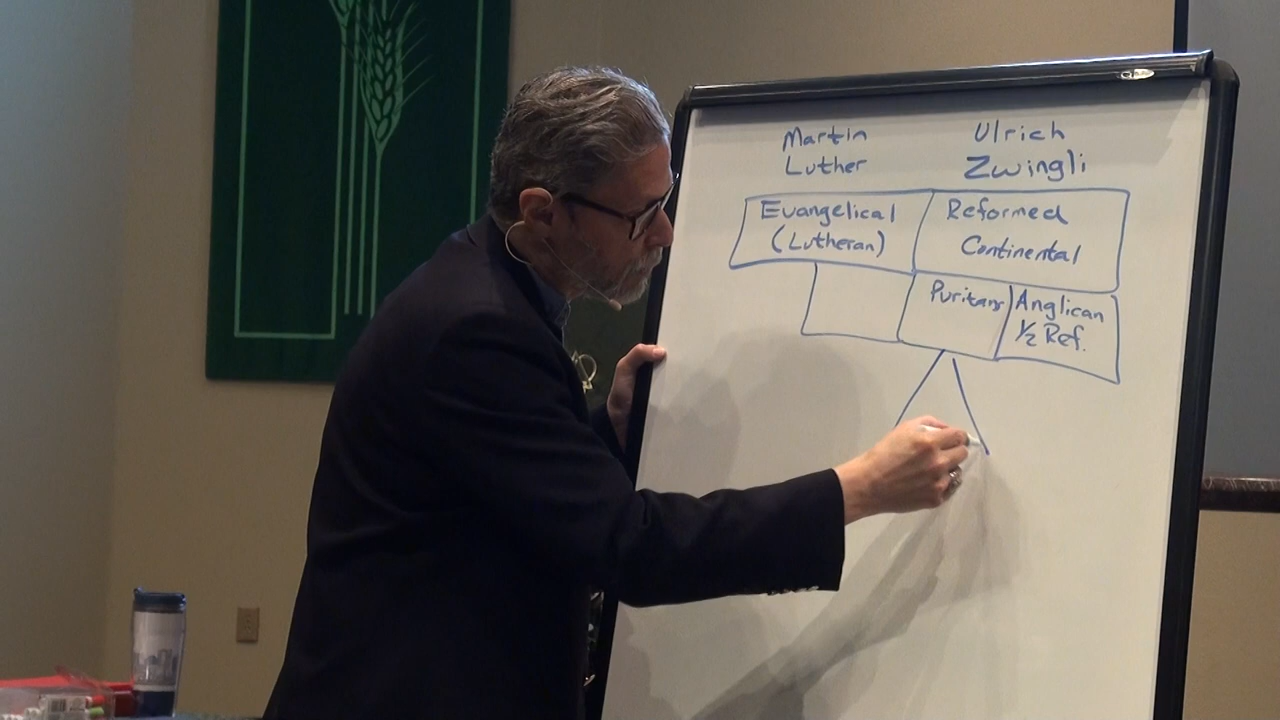 Martin
Luther
Ulrich
Zwingli
Evangelical
(Lutheran)
Reformed
Continental
Puritans
Anglican
1/2 Ref.